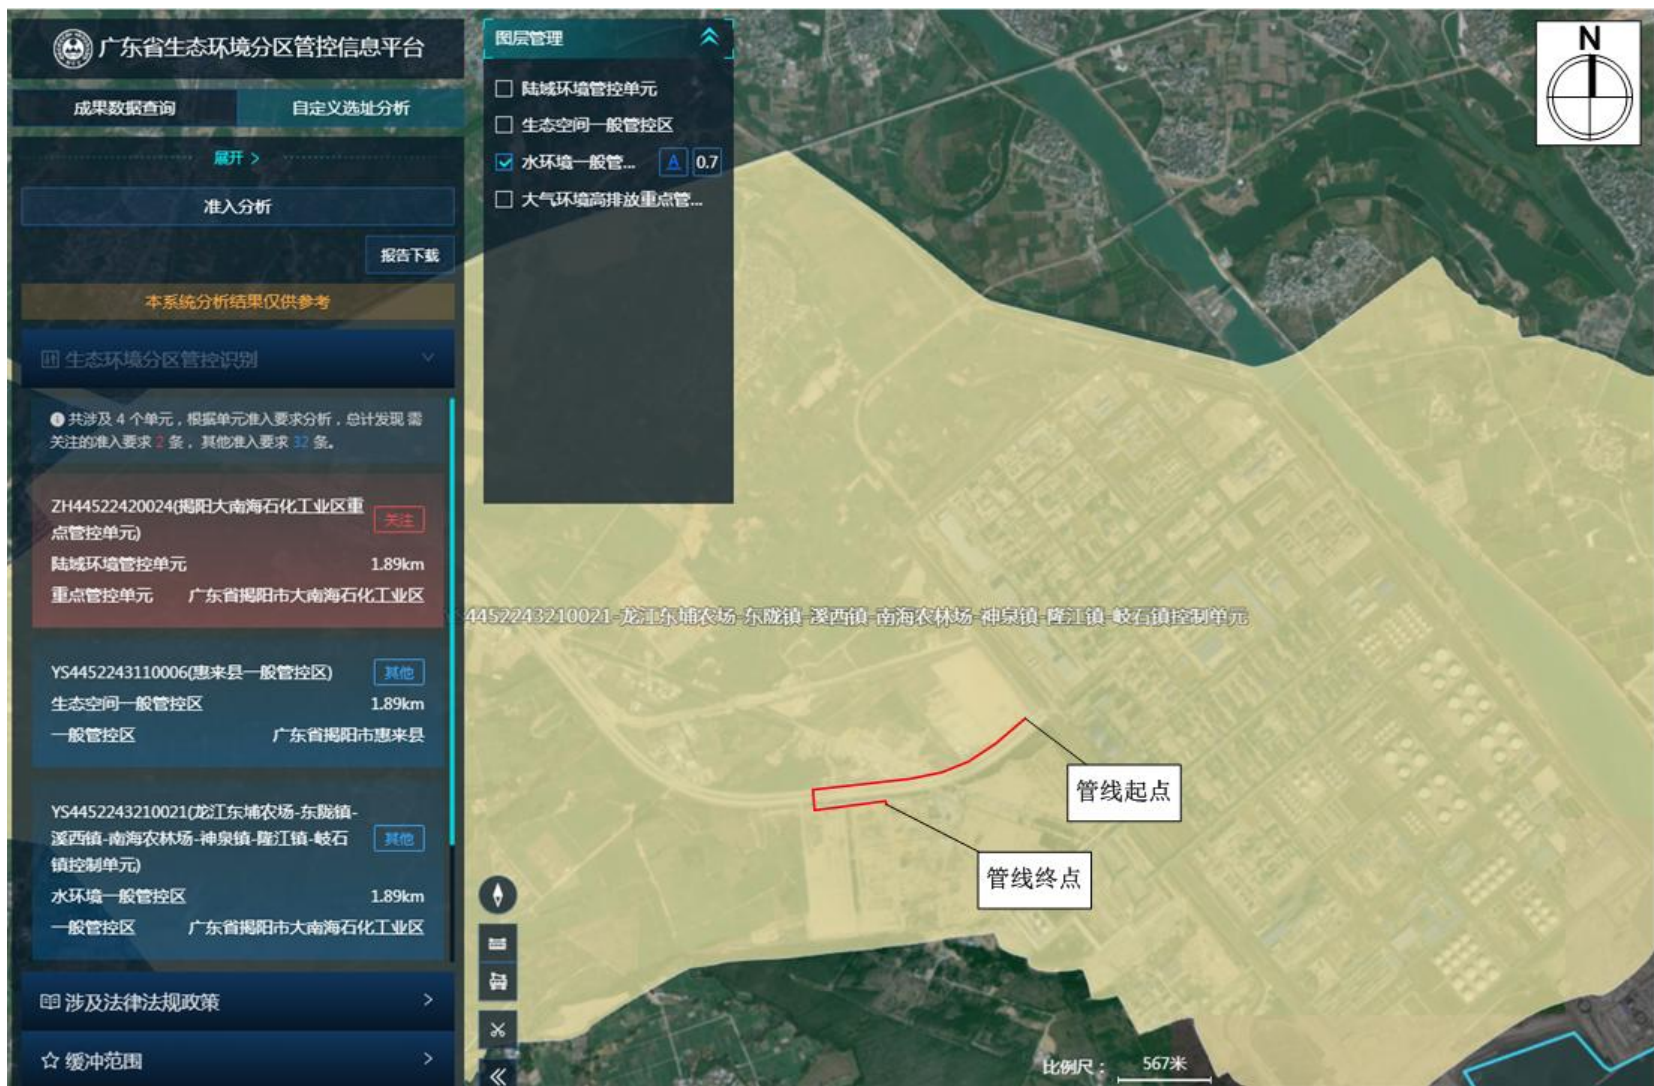 广东省生态环境分区管控信息平台
成果数据查询
自定义选址分析
展开 >
准入分析
报告下载
本系统分析结果仅供参考
生态环境分区管控识别
共涉及 4 个单元，根据单元准入要求分析，总计发现 需
关注的准入要求 2 条，其他准入要求 32 条。
ZH44522420024(揭阳大南海石化工业区重
点管控单元)
关注
陆域环境管控单元
1.89km
重点管控单元
广东省揭阳市大南海石化工业区
YS4452243110006(惠来县一般管控区)
其他
生态空间一般管控区
1.89km
一般管控区
广东省揭阳市惠来县
YS4452243210021(龙江东埔农场-东陇镇-
溪西镇-南海农林场-神泉镇-隆江镇-岐石
镇控制单元)
其他
水环境一般管控区
1.89km
一般管控区
广东省揭阳市大南海石化工业区
涉及法律法规政策
缓冲范围
图层管理
陆域环境管控单元
生态空间一般管控区
水环境一般管...
A
0.7
大气环境高排放重点管...
N
4452243210021-龙江东埔农场-东陇镇-溪西镇-南海农林场-神泉镇-隆江镇-岐石镇控制单元
管线起点
管线终点
比例尺：
567米